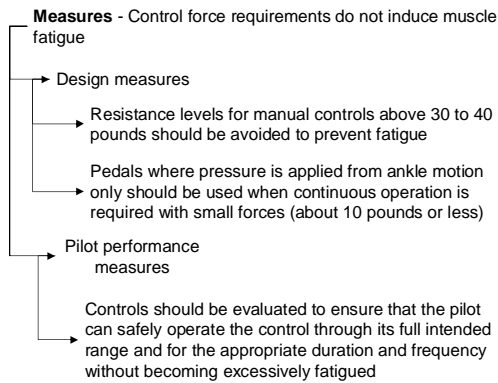 Measures - Control force requirements do not induce muscle
fatigue
Design measures
Resistance levels for manual controls above 30 to 40
pounds should be avoided to prevent fatigue
Pedals where pressure is applied from ankle motion
only should be used when continuous operation is
required with small forces (about 10 pounds or less)
Pilot performance
measures
Controls should be evaluated to ensure that the pilot
can safely operate the control through its full intended
range and for the appropriate duration and frequency
without becoming excessively fatigued